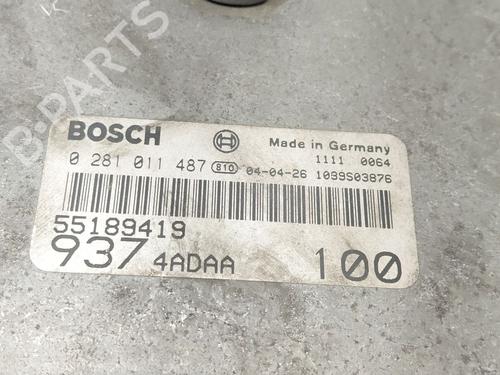 B-PARTS
BOSCH
Made in Germany
1111 0064
0 281 011 487 810 04-04-26 1039S03876
55189419
937 4ADAA 100